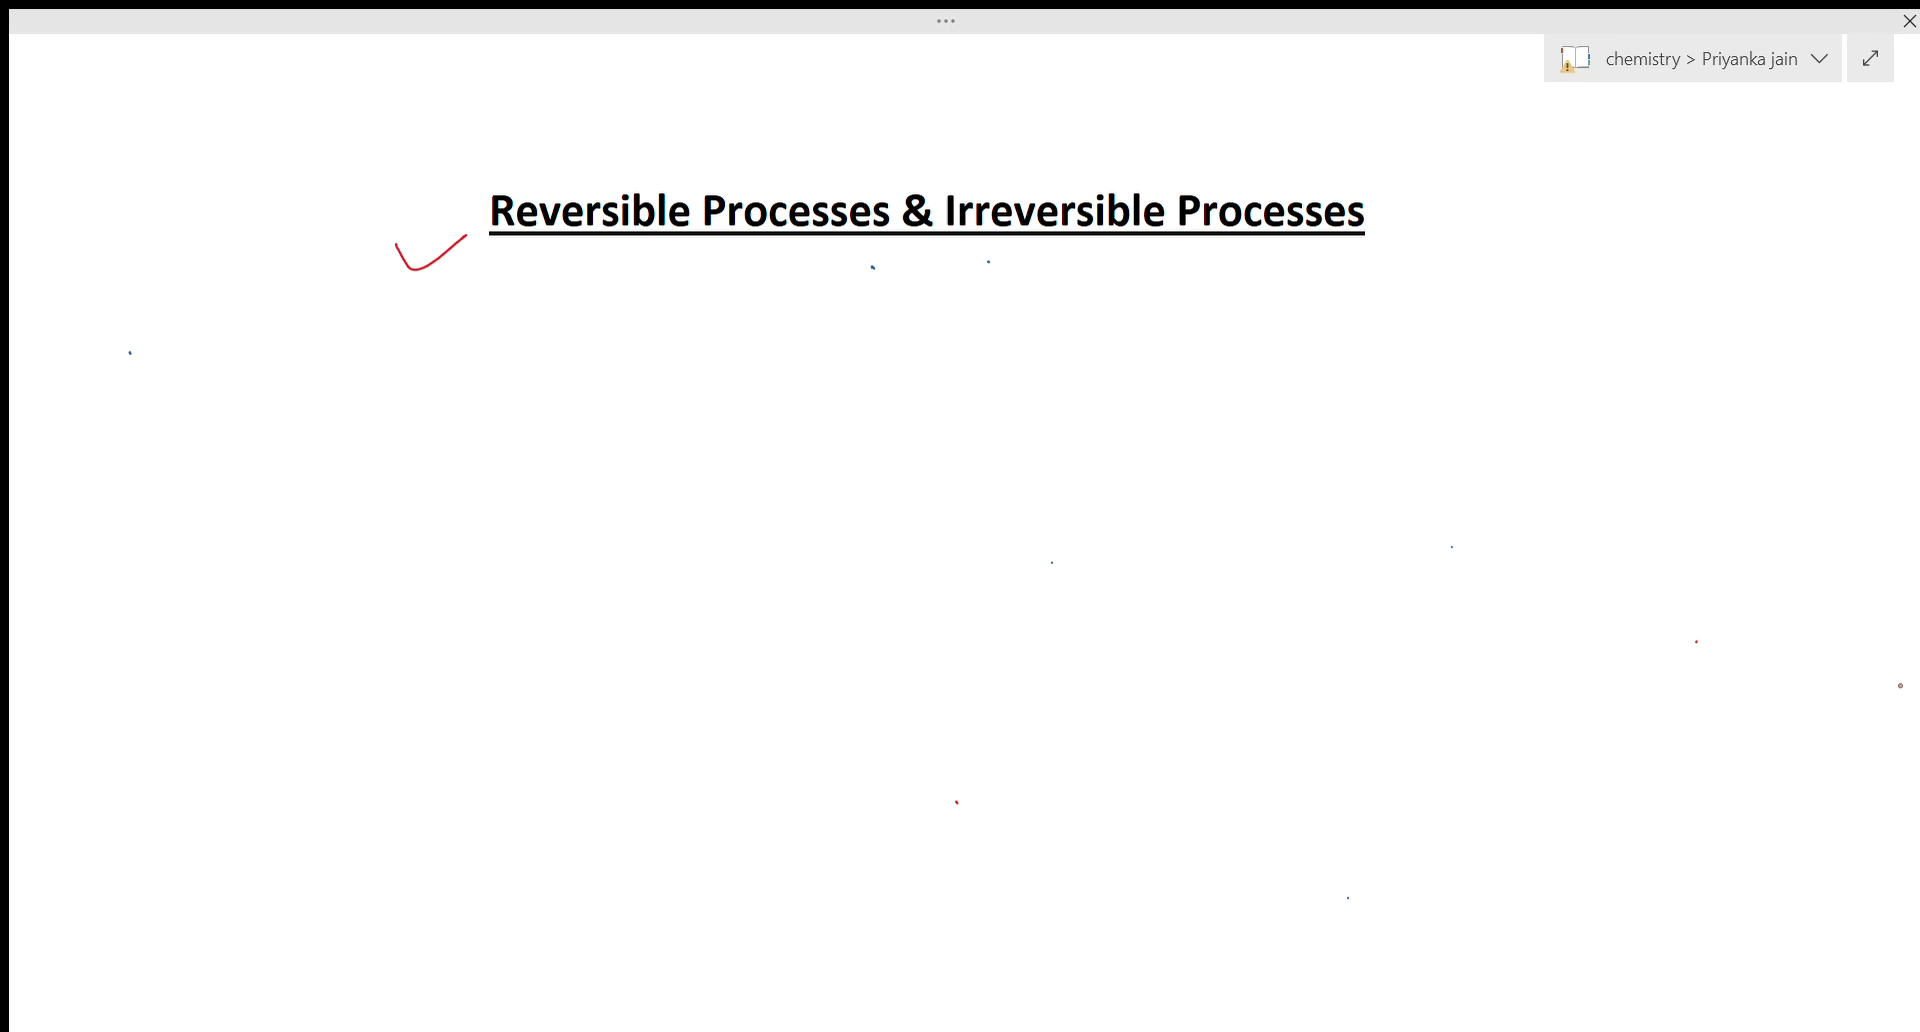 chemistry > Priyanka jain
Reversible Processes & Irreversible Processes